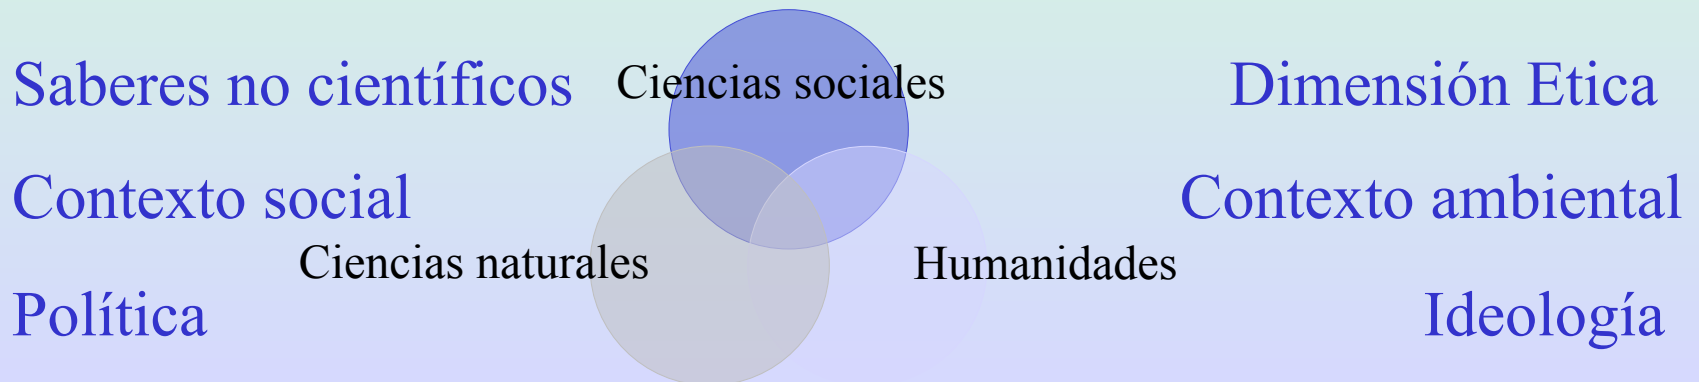 Saberes no científicos
Ciencias sociales
Dimensión Etica
Contexto social
Contexto ambiental
Ciencias naturales
Humanidades
Política
Ideología